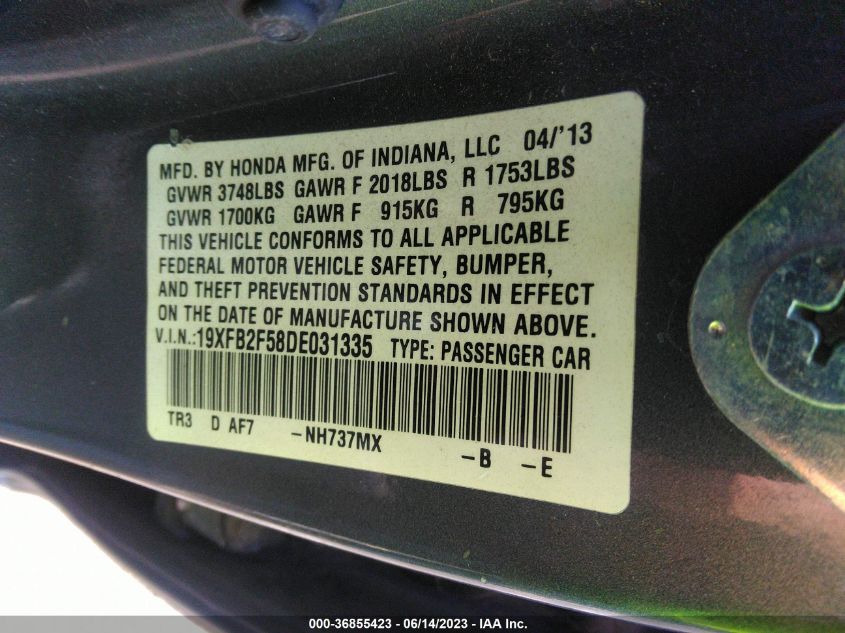 MFD. BY HONDA MFG. OF INDIANA, LLC 04/'13
GVWR 3748LBS GAWR F 2018LBS R 1753LBS
GVWR 1700KG GAWR F 915KG R 795KG
THIS VEHICLE CONFORMS TO ALL APPLICABLE
FEDERAL MOTOR VEHICLE SAFETY, BUMPER,
AND THEFT PREVENTION STANDARDS IN EFFECT
ON THE DATE OF MANUFACTURE SHOWN ABOVE.
V.I.N.:19XFB2F58DE031335 TYPE: PASSENGER CAR
TR3 D AF7 -NH737MX -B -E
000-36855423 - 06/14/2023 - IAA Inc.